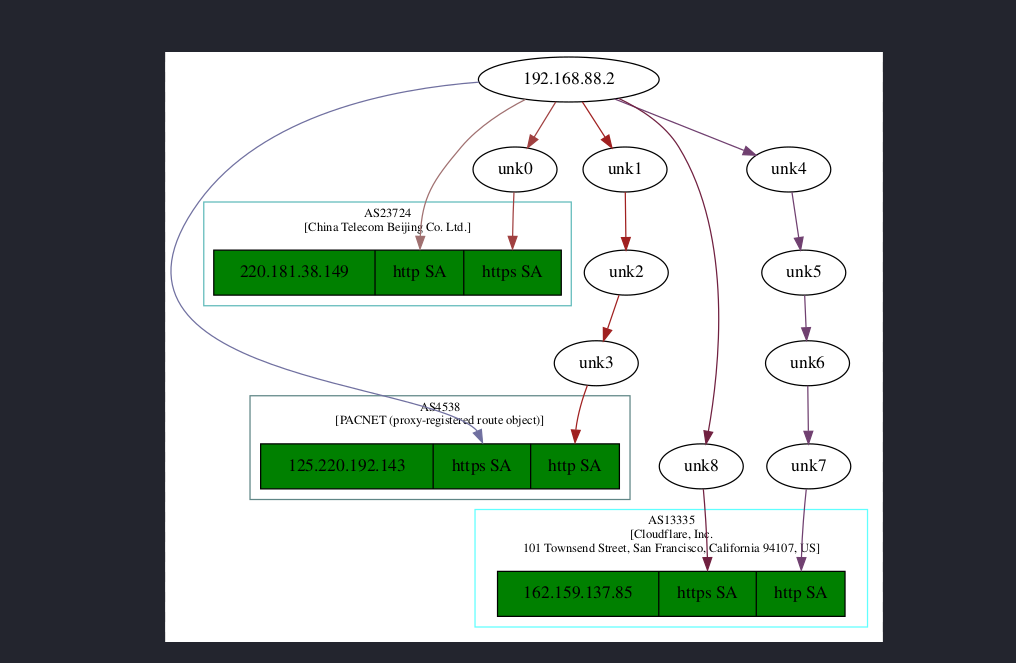 192.168.88.2
unk0
unk1
unk4
AS23724
[China Telecom Beijing Co. Ltd.]
220.181.38.149
http SA
https SA
unk2
unk5
unk3
unk6
AS4538
[PACNET (proxy-registered route object)]
125.220.192.143
https SA
http SA
unk8
unk7
AS13335
[Cloudflare, Inc.
101 Townsend Street, San Francisco, California 94107, US]
162.159.137.85
https SA
http SA